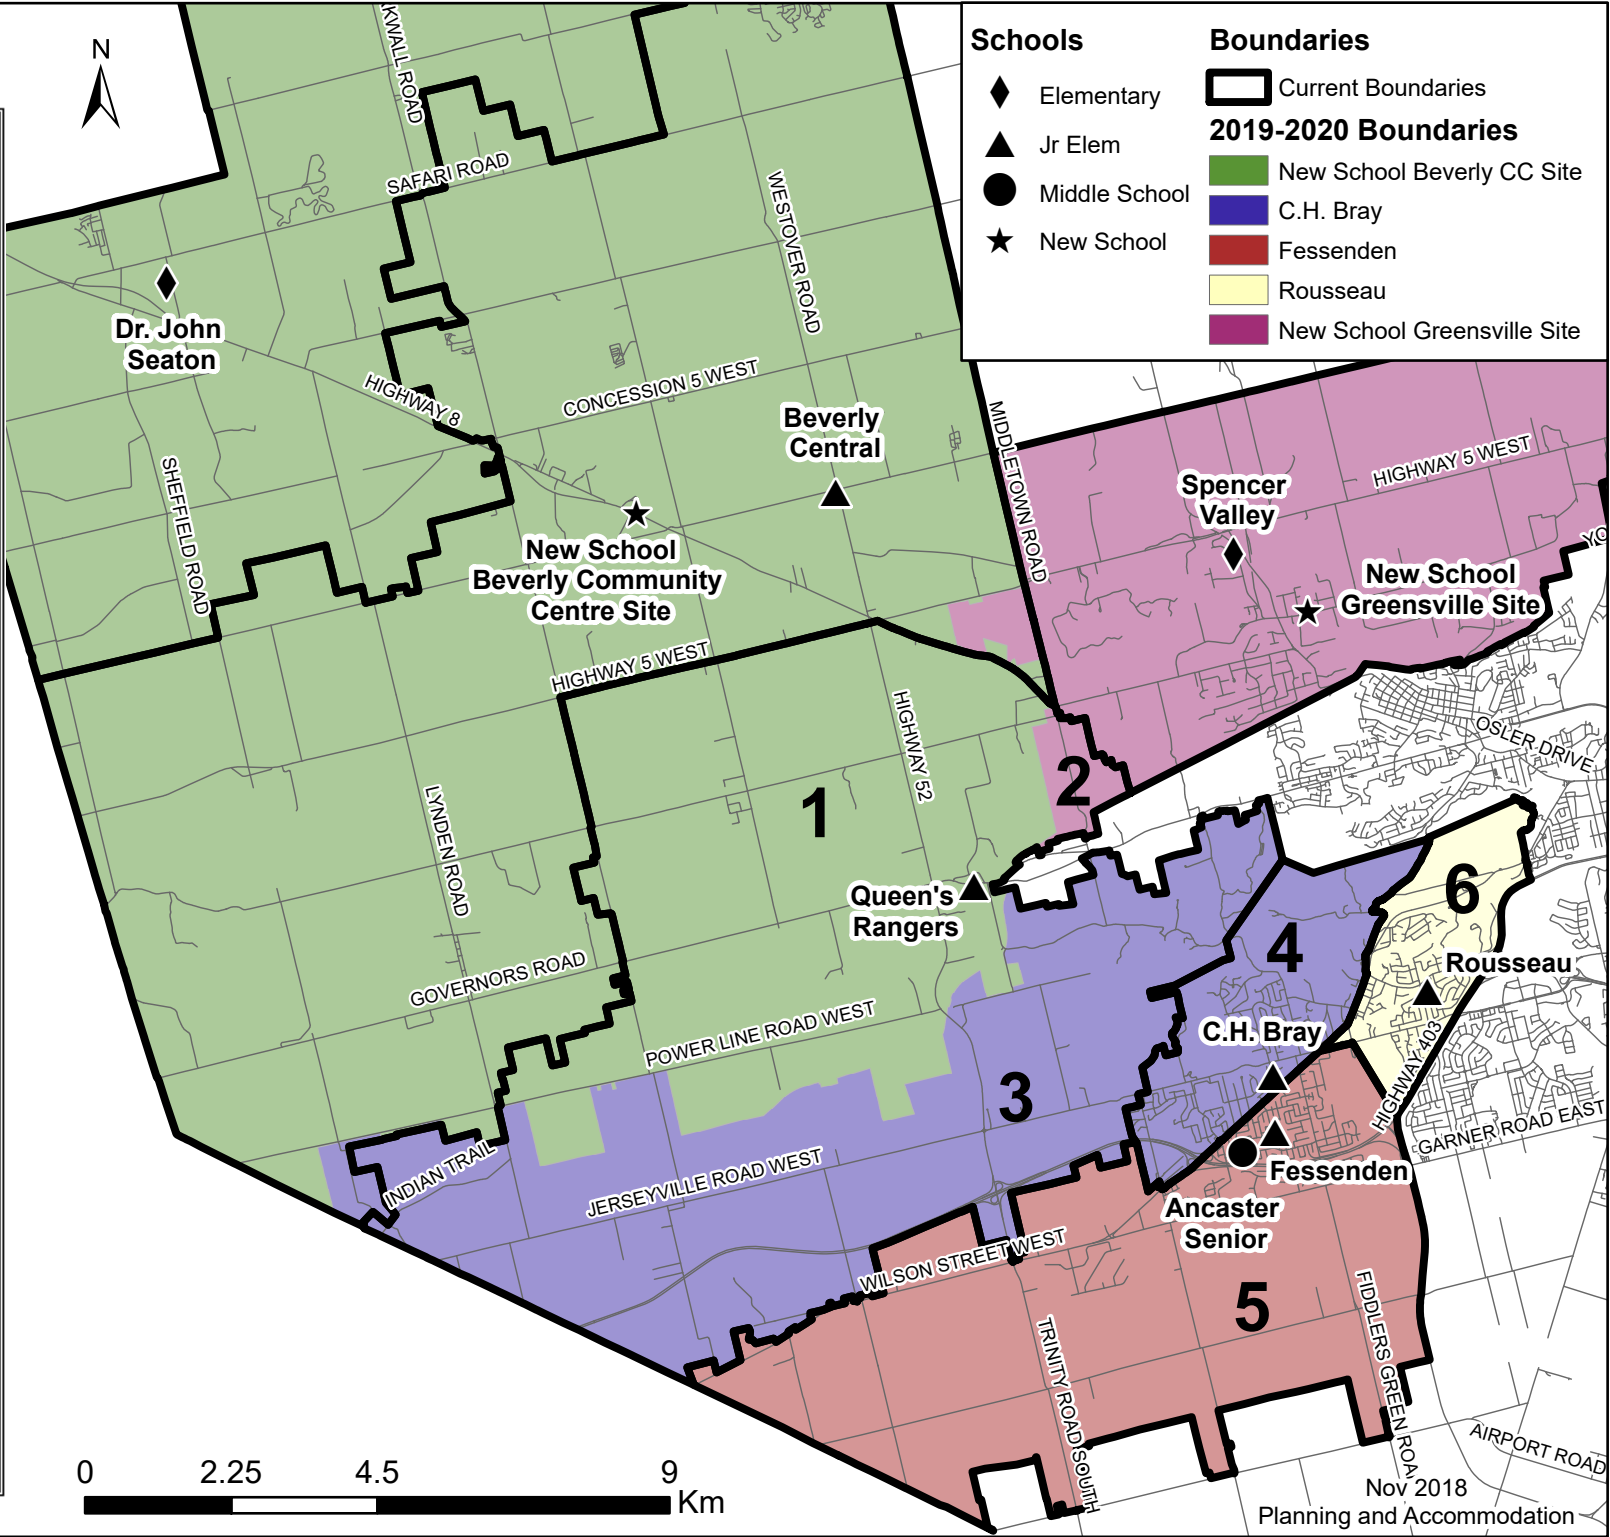 N
Schools
Elementary
Jr Elem
Middle School
New School
Boundaries
Current Boundaries
2019-2020 Boundaries
New School Beverly CC Site
C.H. Bray
Fessenden
Rousseau
New School Greensville Site
SAFARI ROAD
WESTOVER ROAD
Dr. John
Seaton
HIGHWAY 8
CONCESSION 5 WEST
Beverly
Central
MIDDLETOWN ROAD
HIGHWAY 5 WEST
SHEFFIELD ROAD
Spencer
Valley
New School
Beverly Community
Centre Site
New School
Greensville Site
HIGHWAY 5 WEST
HIGHWAY 52
OSLER DRIVE
LYNDEN ROAD
1
2
Queen's
Rangers
6
4
Rousseau
GOVERNORS ROAD
POWER LINE ROAD WEST
C.H. Bray
3
HIGHWAY 403
GARNER ROAD EAST
INDIAN TRAIL
JERSEYVILLE ROAD WEST
Fessenden
Ancaster
Senior
WILSON STREET WEST
5
FIDDLERS GREEN ROA
TRINITY ROAD SOUTH
AIRPORT ROAD
0 2.25 4.5 9
Km
Nov 2018
Planning and Accommodation